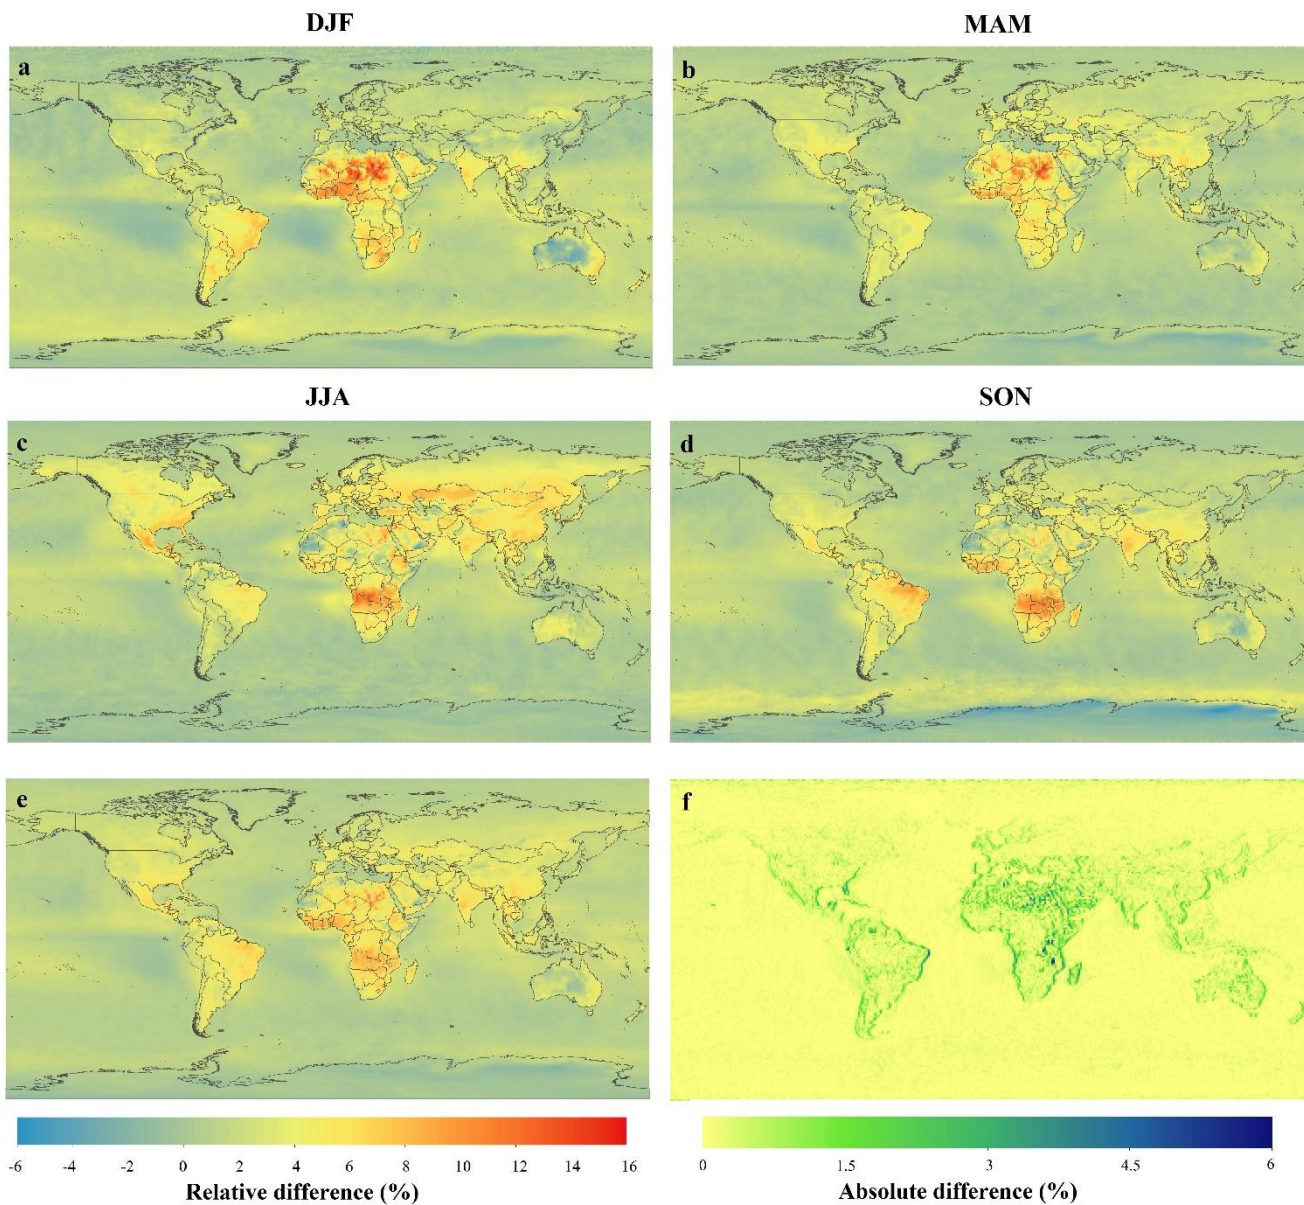 DJF MAM
a b
JJA SON
c d
e f
-6 -4 -2 0 2 4 6 8 10 12 14 16
Relative difference (%)
0 1.5 3 4.5 6
Absolute difference (%)